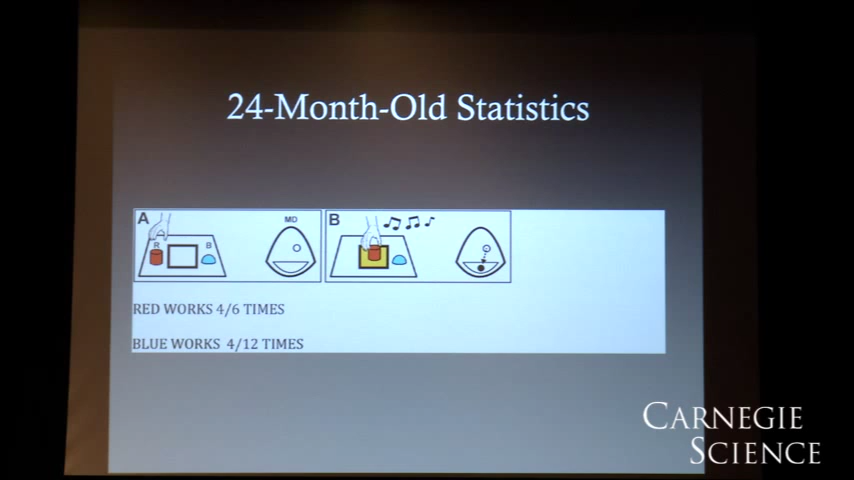 24-Month-Old Statistics
A
MD
R
B
B
RED WORKS 4/6 TIMES
BLUE WORKS 4/12 TIMES
CARNEGIE
SCIENCE